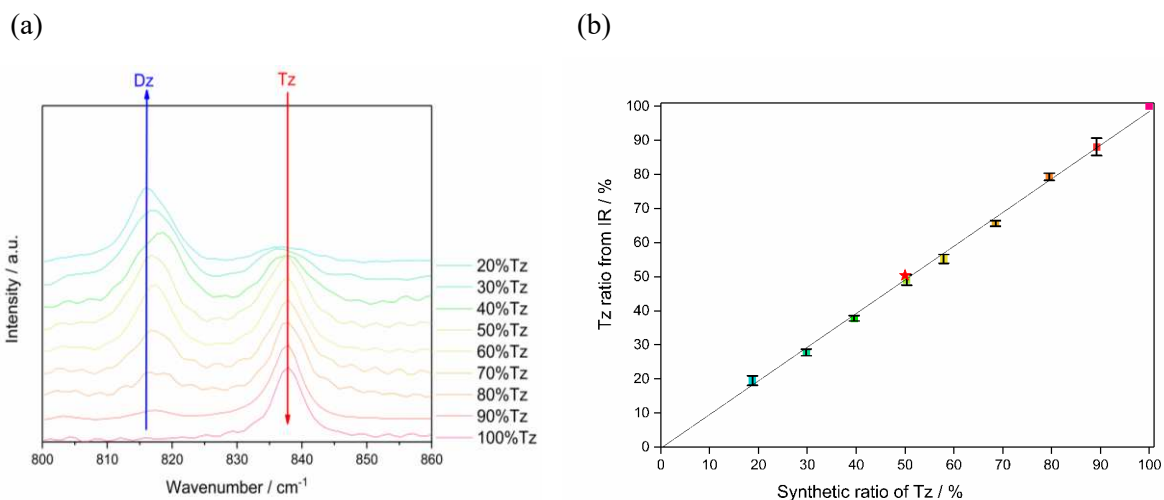 (a)
(b)
Dz
Tz
Intensity / a.u.
20%Tz
30%Tz
40%Tz
50%Tz
60%Tz
70%Tz
80%Tz
90%Tz
100%Tz
800 810 820 830 840 850 860
Wavenumber / cm-1
Tz ratio from IR / %
100
90
80
70
60
50
40
30
20
10
0
0 10 20 30 40 50 60 70 80 90 100
Synthetic ratio of Tz / %